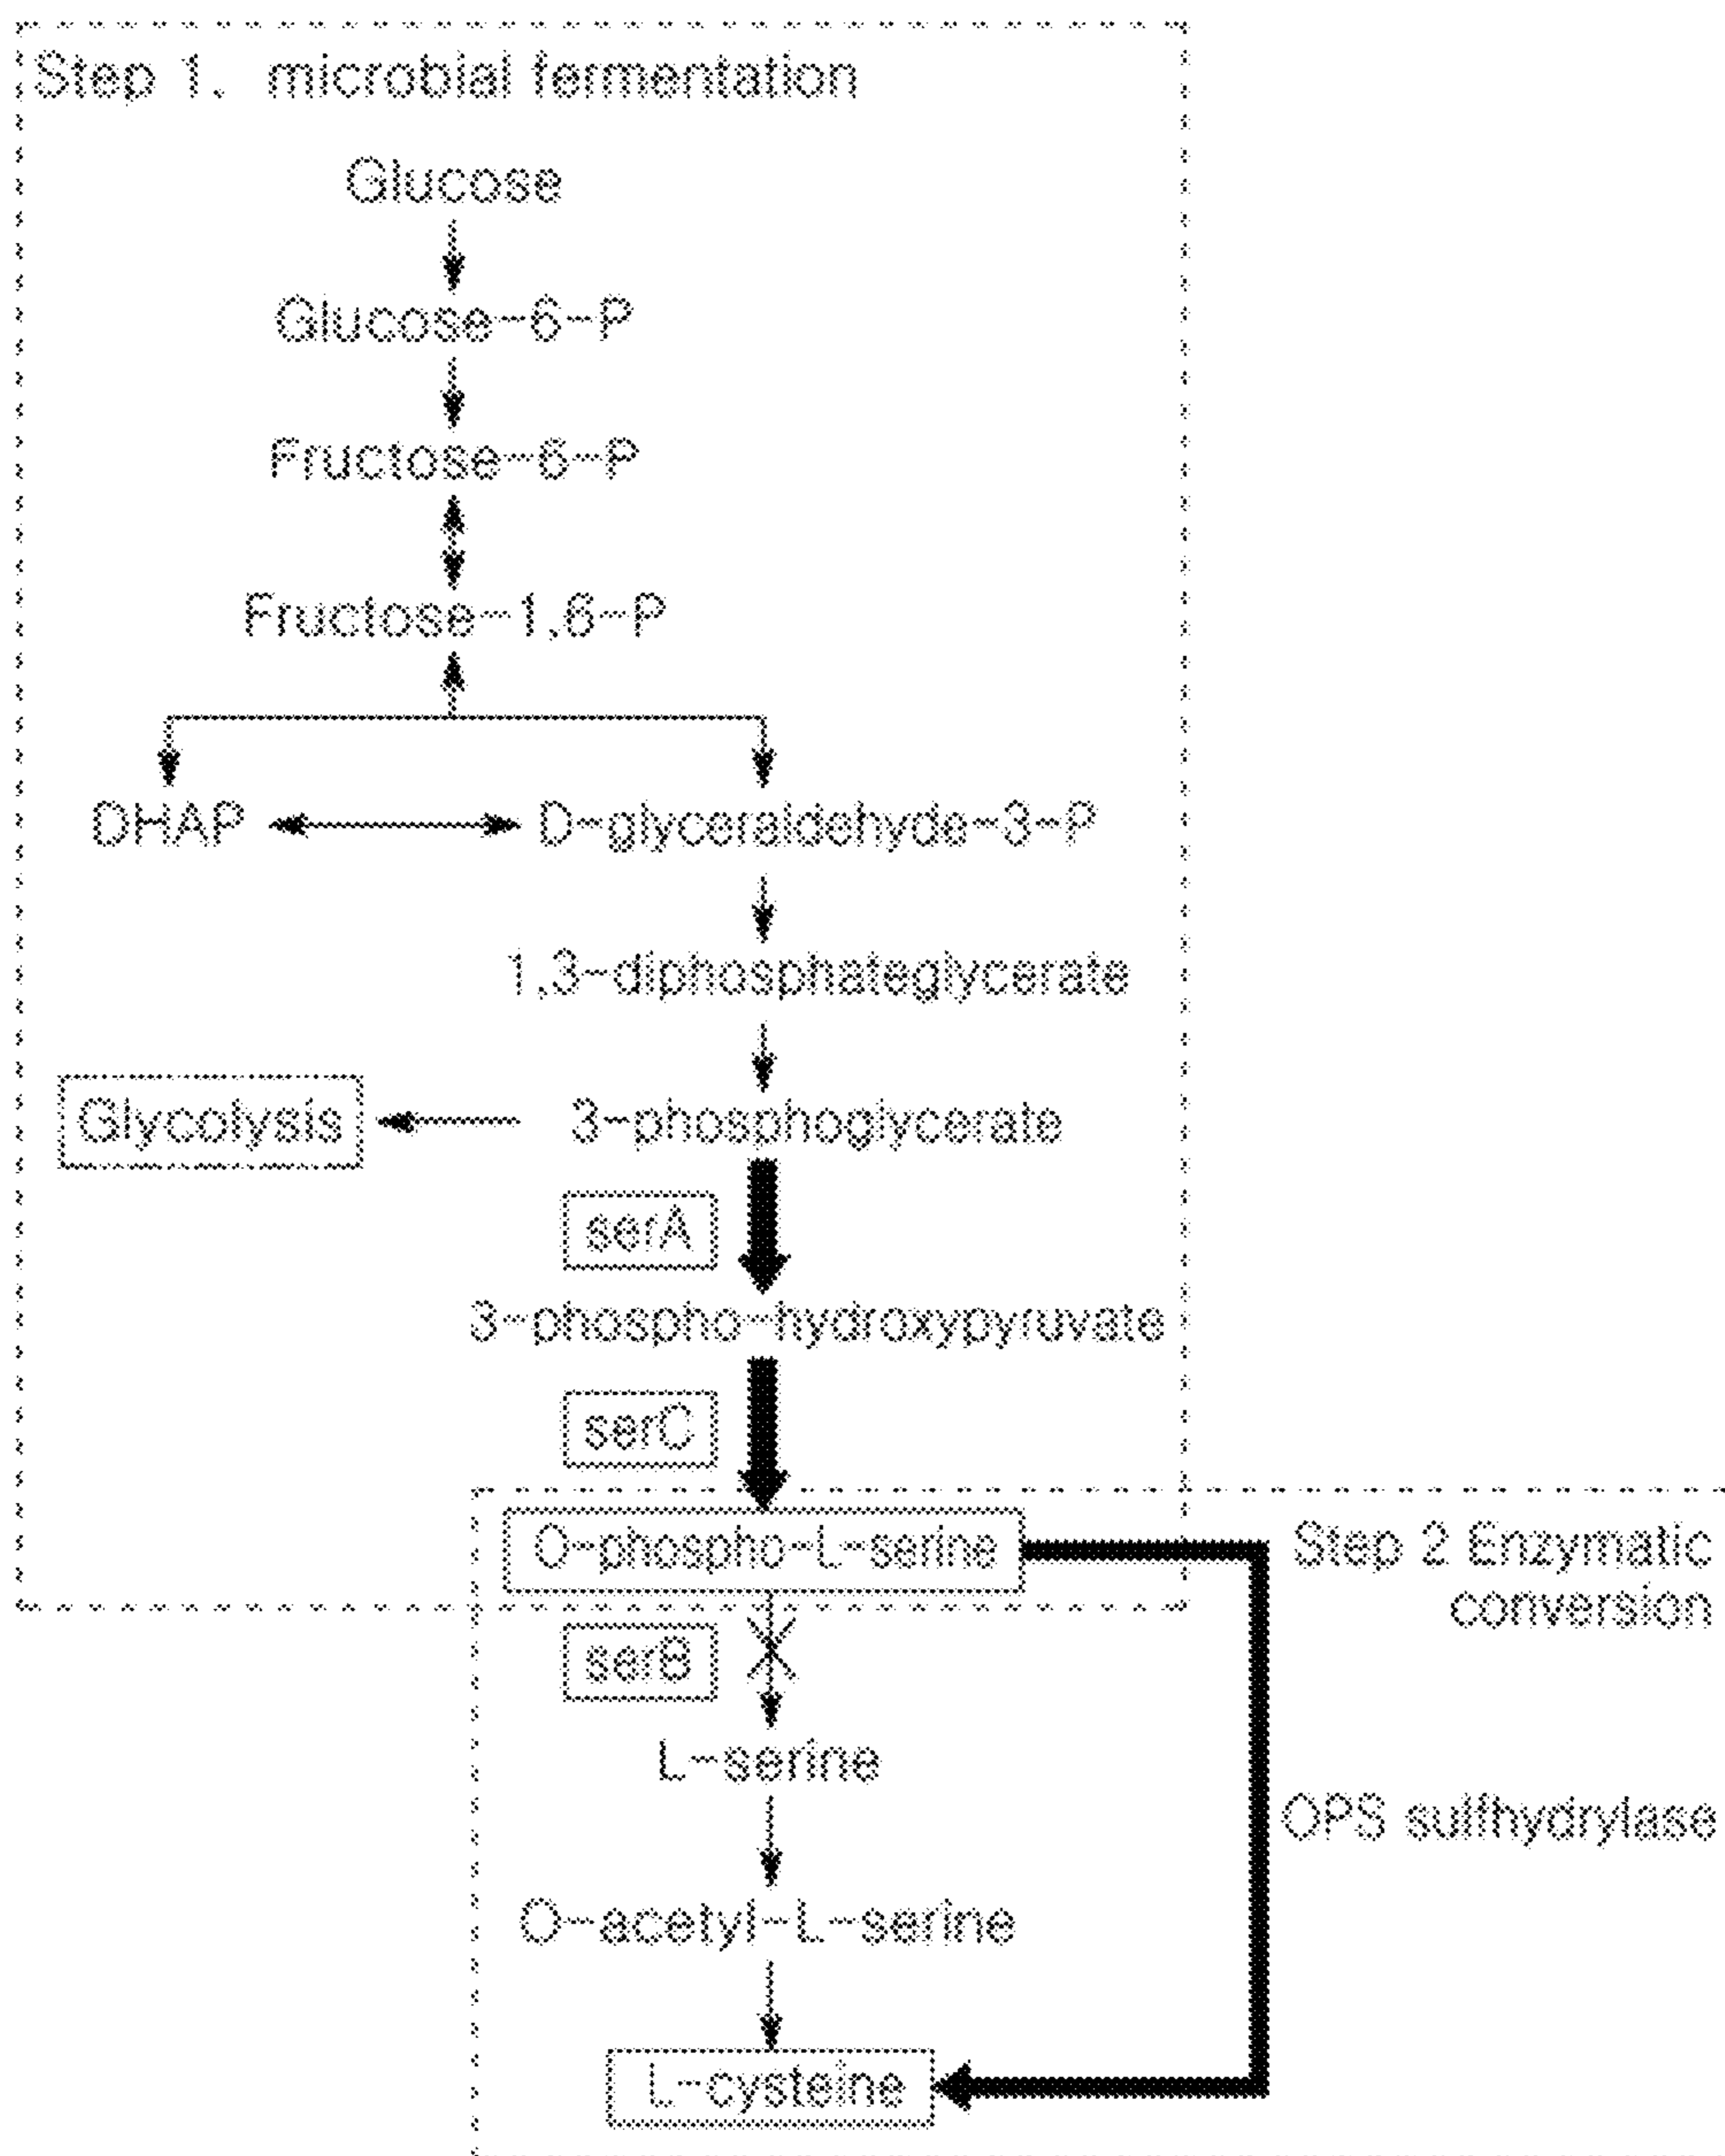 Step 1. microbial fermentation
Glucose
Glucose-6-P
Fructose-6-P
Fructose-1,6-P
DHAP
D-glyceraldehyde-3-P
1,3-diphosphateglycerate
Glycolysis
3-phosphoglycerate
serA
3-phospho-hydroxypyruvate
serC
O-phospho-L-serine
Step 2 Enzymatic
conversion
serB
L-serine
OPS sulfhydrylase
O-acetyl-L-serine
L-cysteine